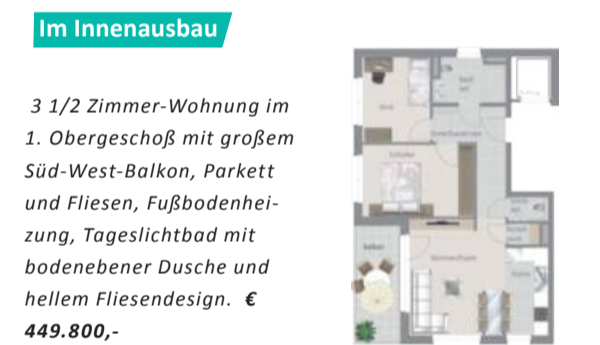 Im Innenausbau
3 1/2 Zimmer-Wohnung im
1. Obergeschoß mit großem
Süd-West-Balkon, Parkett
und Fliesen, Fußbodenhei-
zung, Tageslichtbad mit
bodenebener Dusche und
hellem Fliesendesign. €
449.800,-